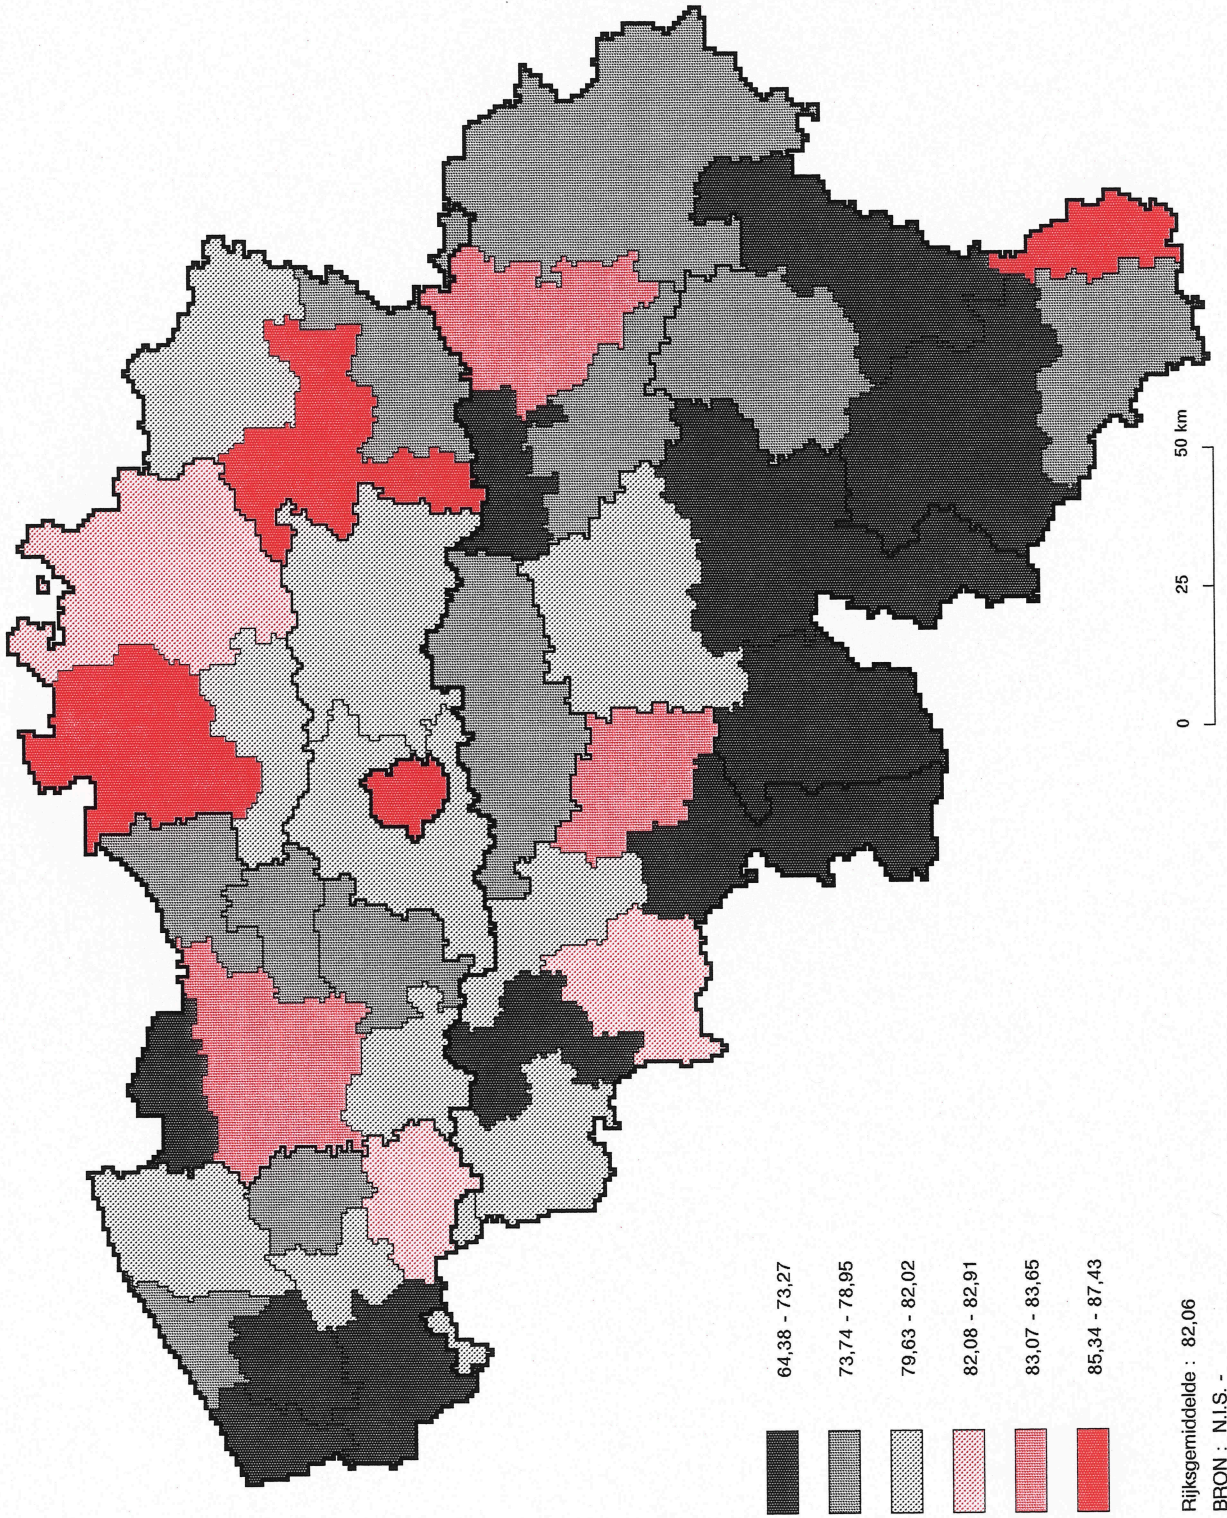 64,38 - 73,27
73,74 - 78,95
79,63 - 82,02
82,08 - 82,91
83,07 - 83,65
85,34 - 87,43
0 25 50 km
Rijksgemiddelde : 82,06
BRON : N.I.S. -